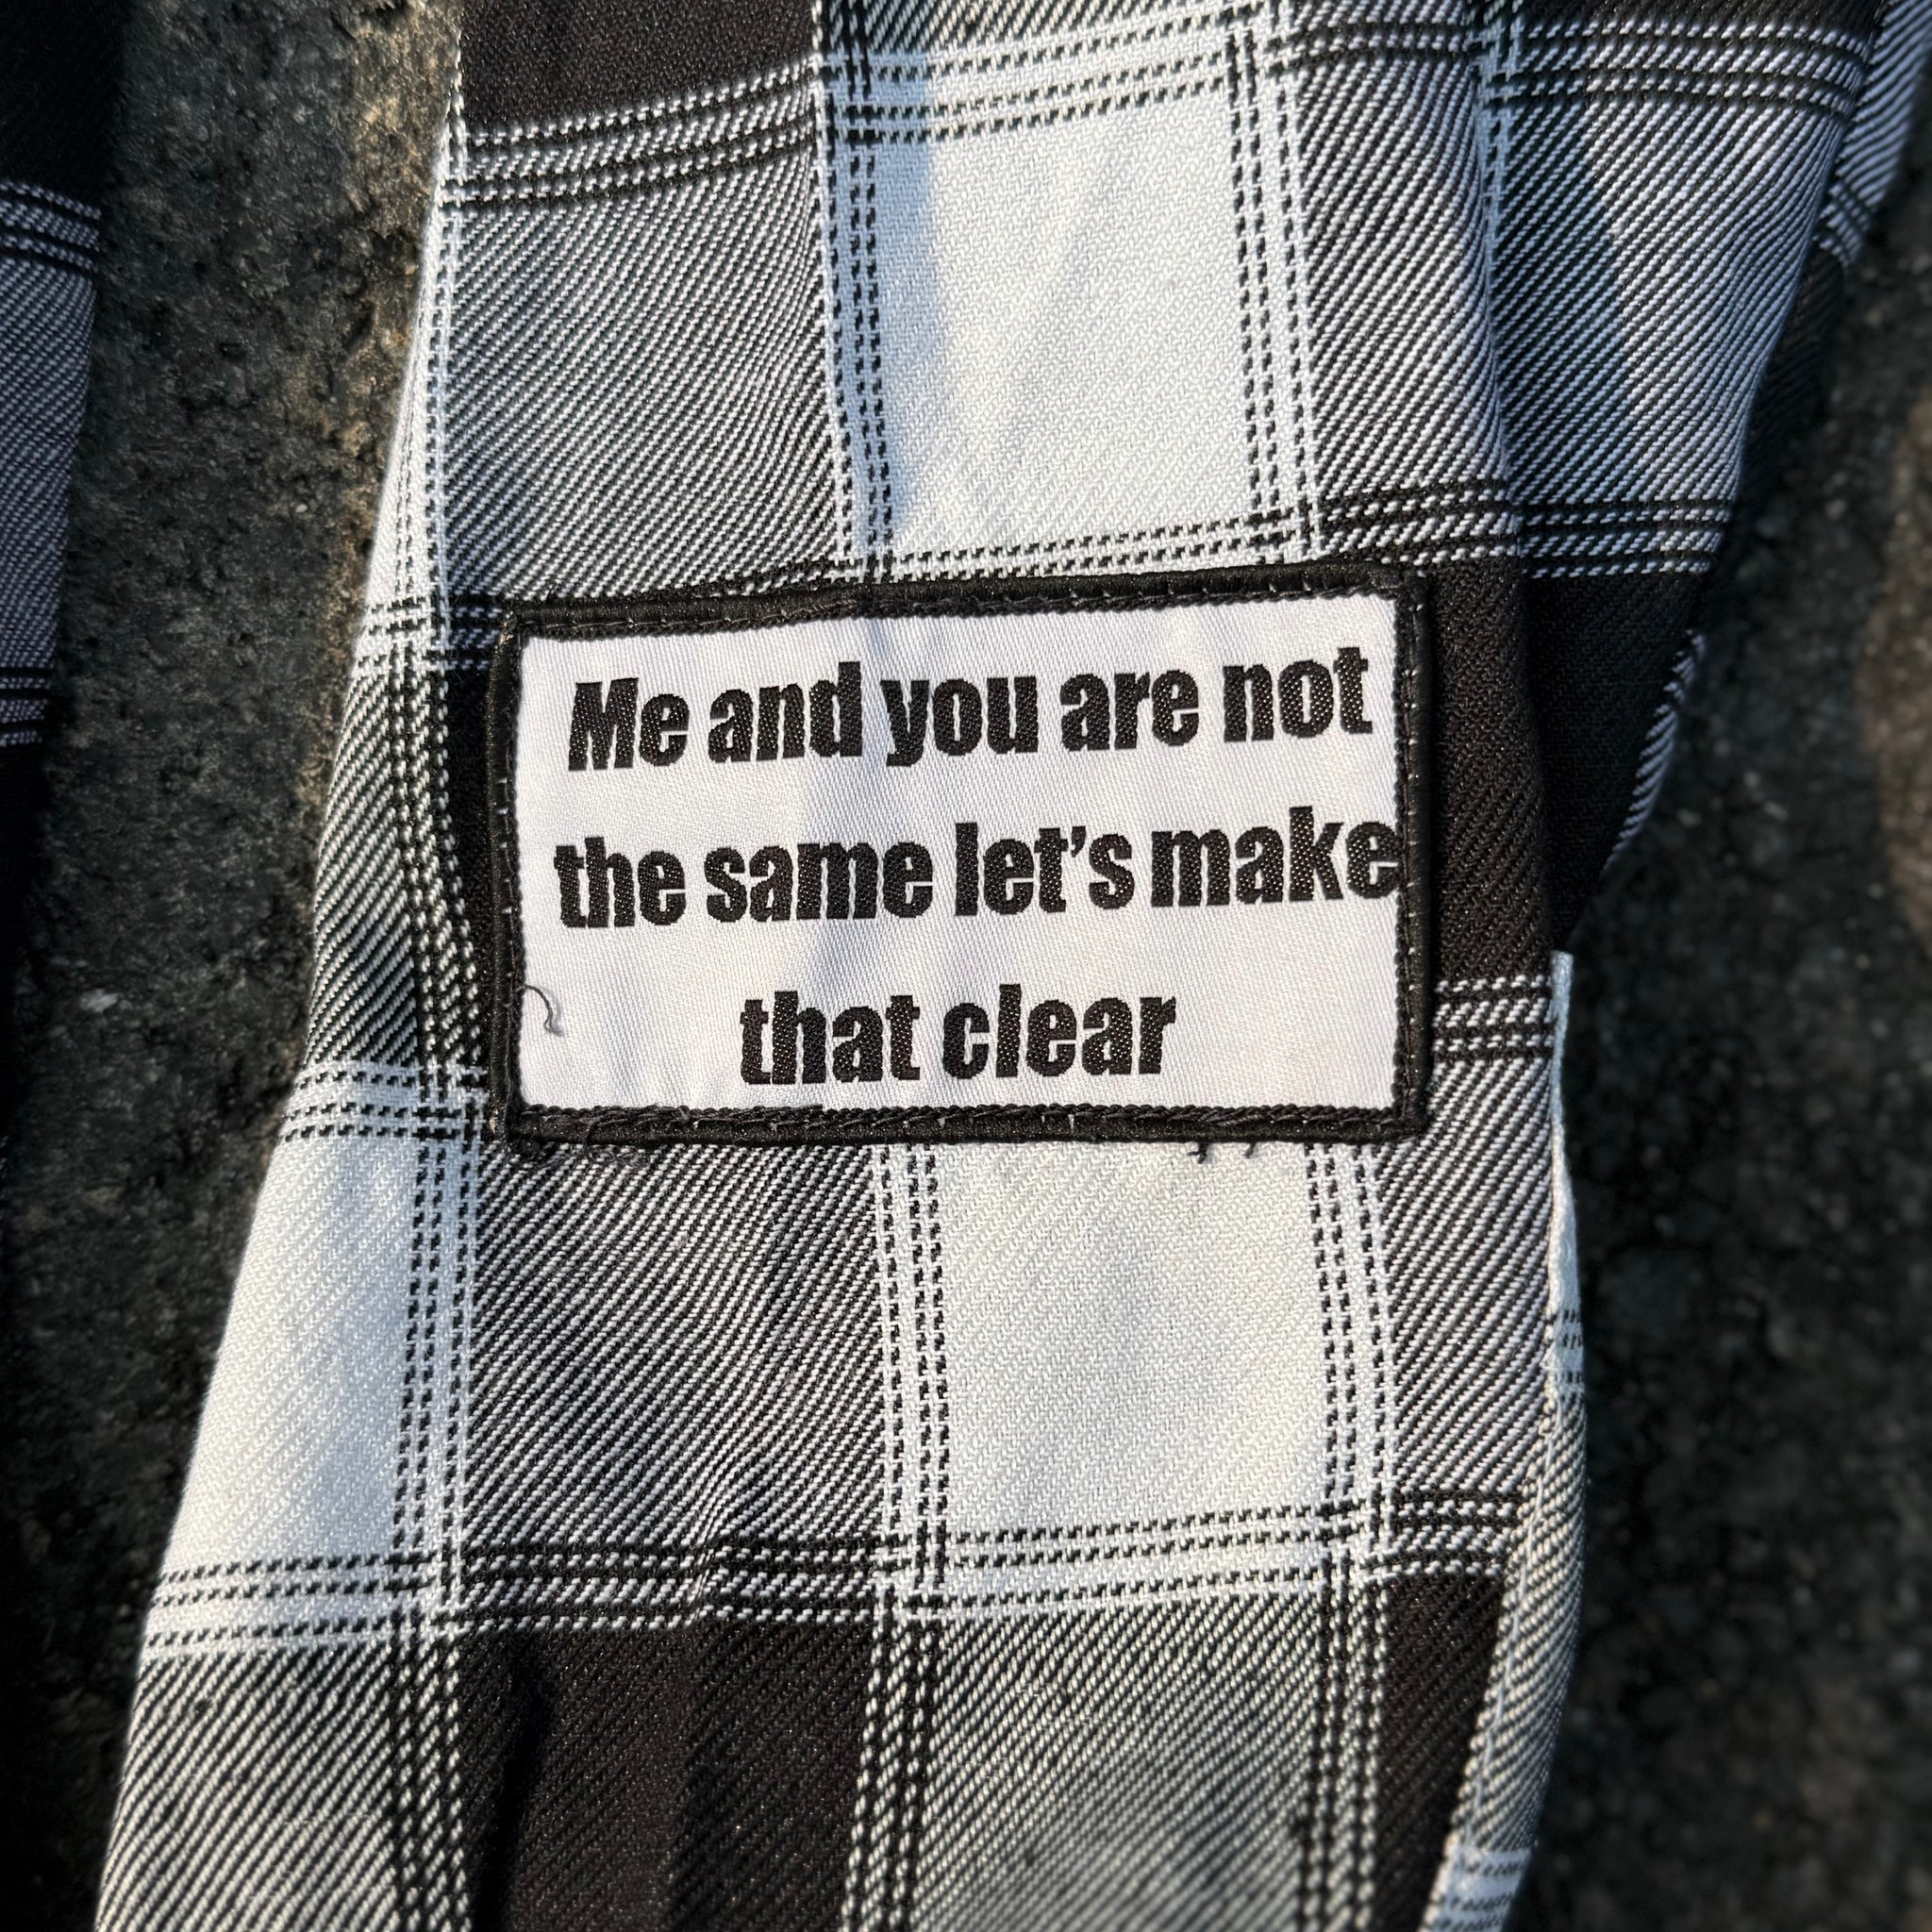 Me and you are not
the same let's make
that clear